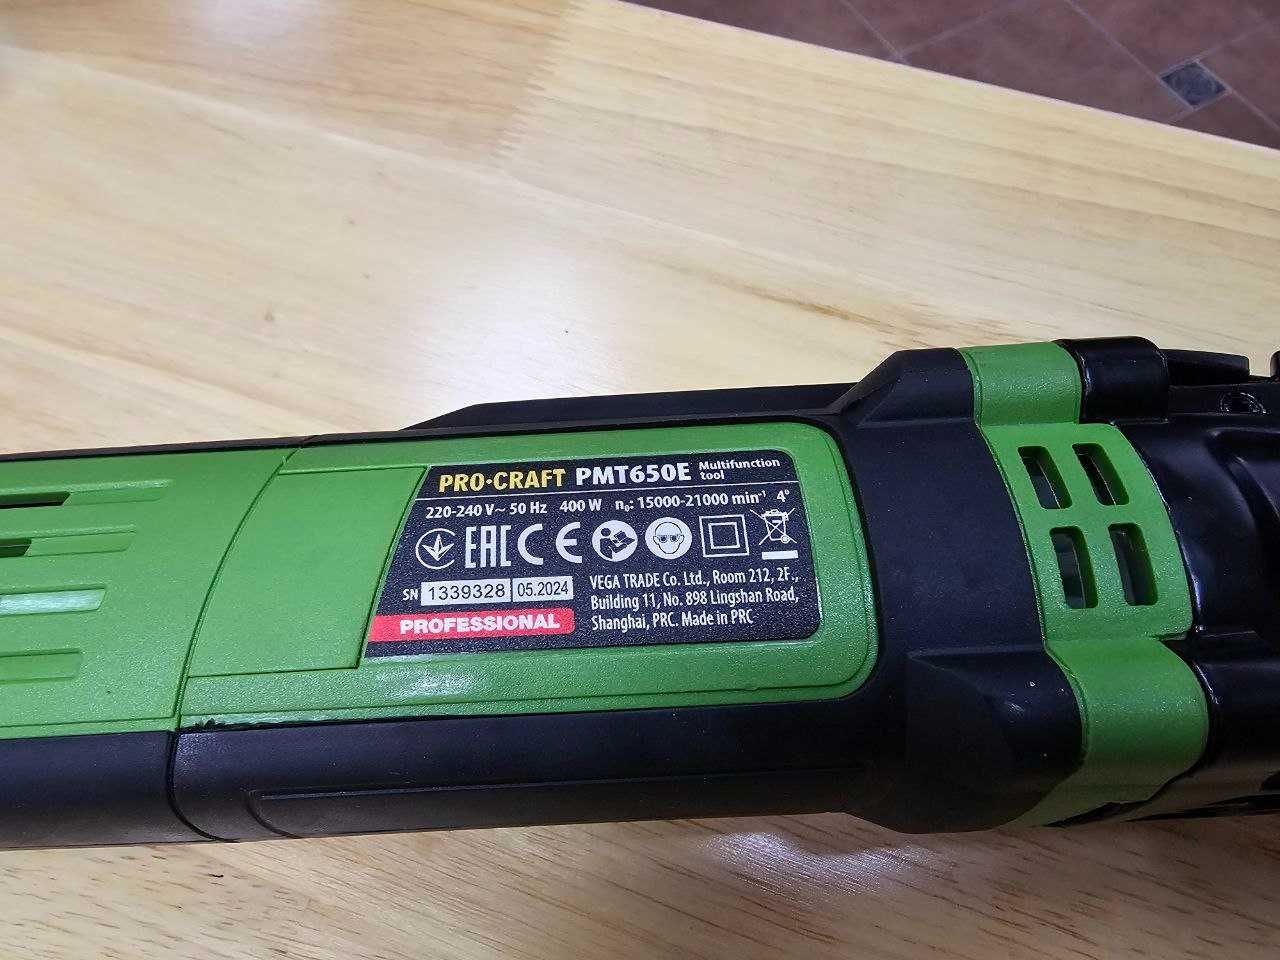 PRO·CRAFT PMT650E Multifunction tool
220-240 V~ 50 Hz 400 W n₀: 15000-21000 min⁻¹ 4°
EAC CE
SN 1339328 05.2024
PROFESSIONAL
VEGA TRADE Co. Ltd., Room 212, 2F.,
Building 11, No. 898 Lingshan Road,
Shanghai, PRC. Made in PRC